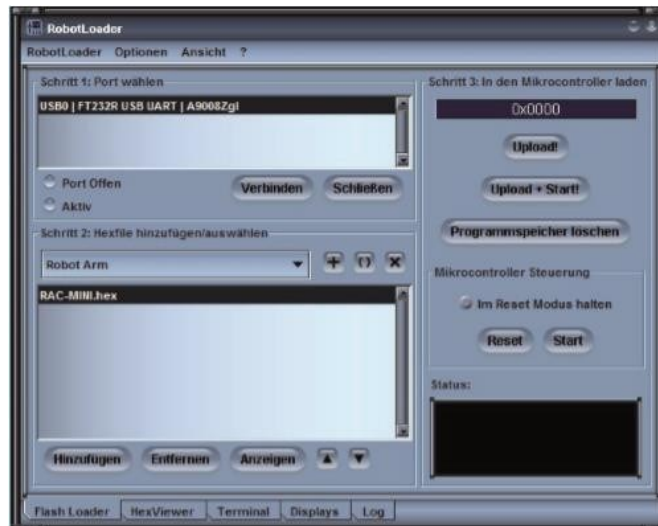 RobotLoader
RobotLoader Optionen Ansicht ?
Schritt 1: Port wählen
USB0 | FT232R USB UART | A9008Zgl
Port Offen
Aktiv
Verbinden
Schließen
Schritt 2: Hexfile hinzufügen/auswählen
Robot Arm
RAC-MINI.hex
Hinzufügen
Entfernen
Anzeigen
Schritt 3: In den Mikrocontroller laden
0x0000
Upload!
Upload + Start!
Programmspeicher löschen
Mikrocontroller Steuerung
Im Reset Modus halten
Reset
Start
Status:
Flash Loader HexViewer Terminal Displays Log